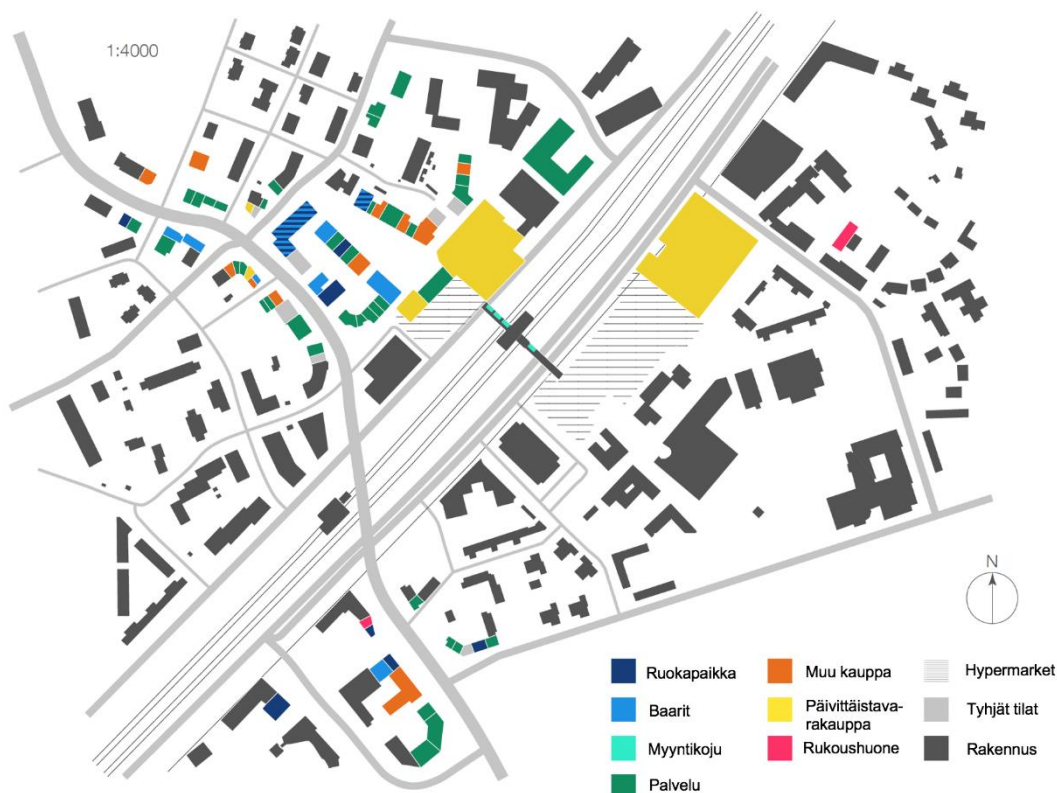 1:4000
N
Ruokapaikka
Baarit
Myyntikoju
Palvelu
Muu kauppa
Päivittäistava-
rakauppa
Rukoushuone
Hypermarket
Tyhjät tilat
Rakennus